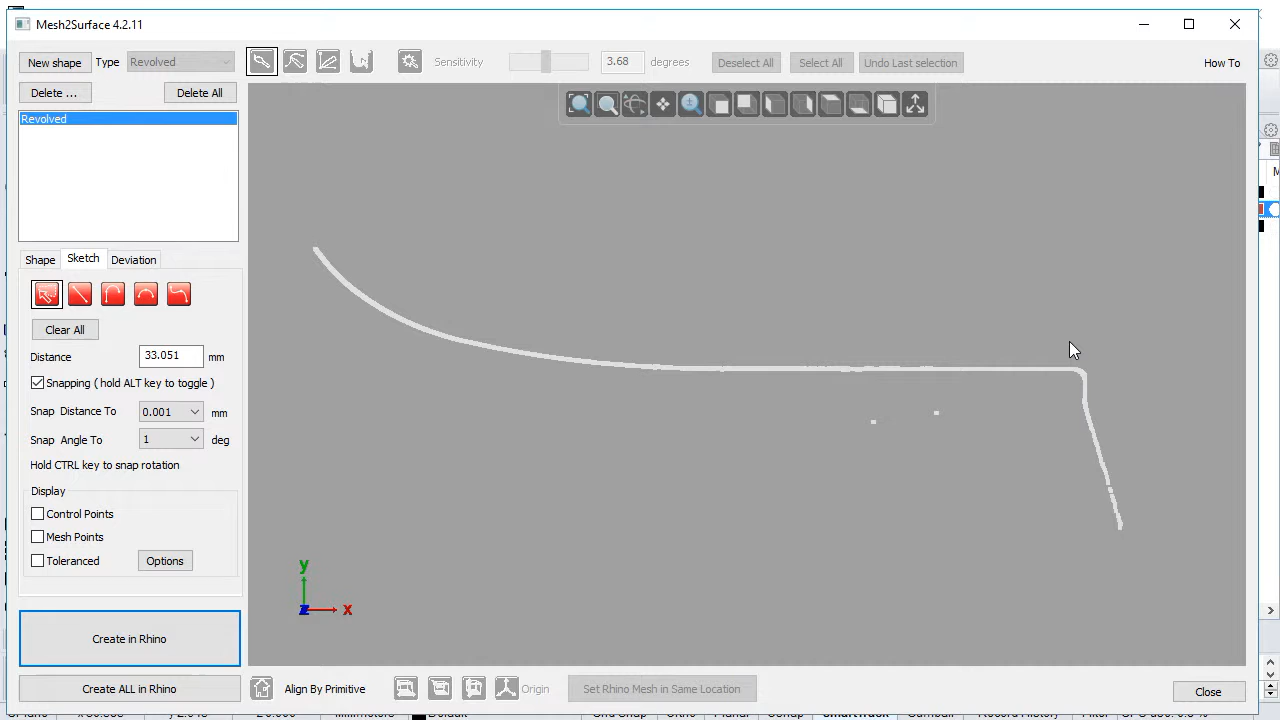 Mesh2Surface 4.2.11
New shape Type Revolved Sensitivity 3.68 degrees Deselect All Select All Undo Last selection How To
Delete ... Delete All
Revolved
Shape Sketch Deviation
Clear All
Distance 33.051 mm
Snapping ( hold ALT key to toggle )
Snap Distance To 0.001 mm
Snap Angle To 1 deg
Hold CTRL key to snap rotation
Display
Control Points
Mesh Points
Toleranced Options
y
z x
Create in Rhino
Create ALL in Rhino Align By Primitive Origin Set Rhino Mesh in Same Location Close